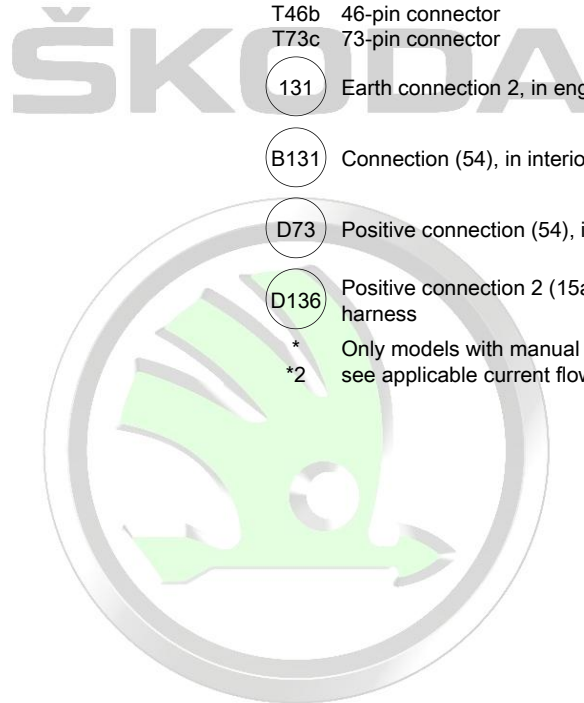 T46b 46-pin connector
T73c 73-pin connector
ŠKODA
131 Earth connection 2, in eng
B131 Connection (54), in interio
D73 Positive connection (54), i
D136 Positive connection 2 (15a
harness
* Only models with manual
*2 see applicable current flow